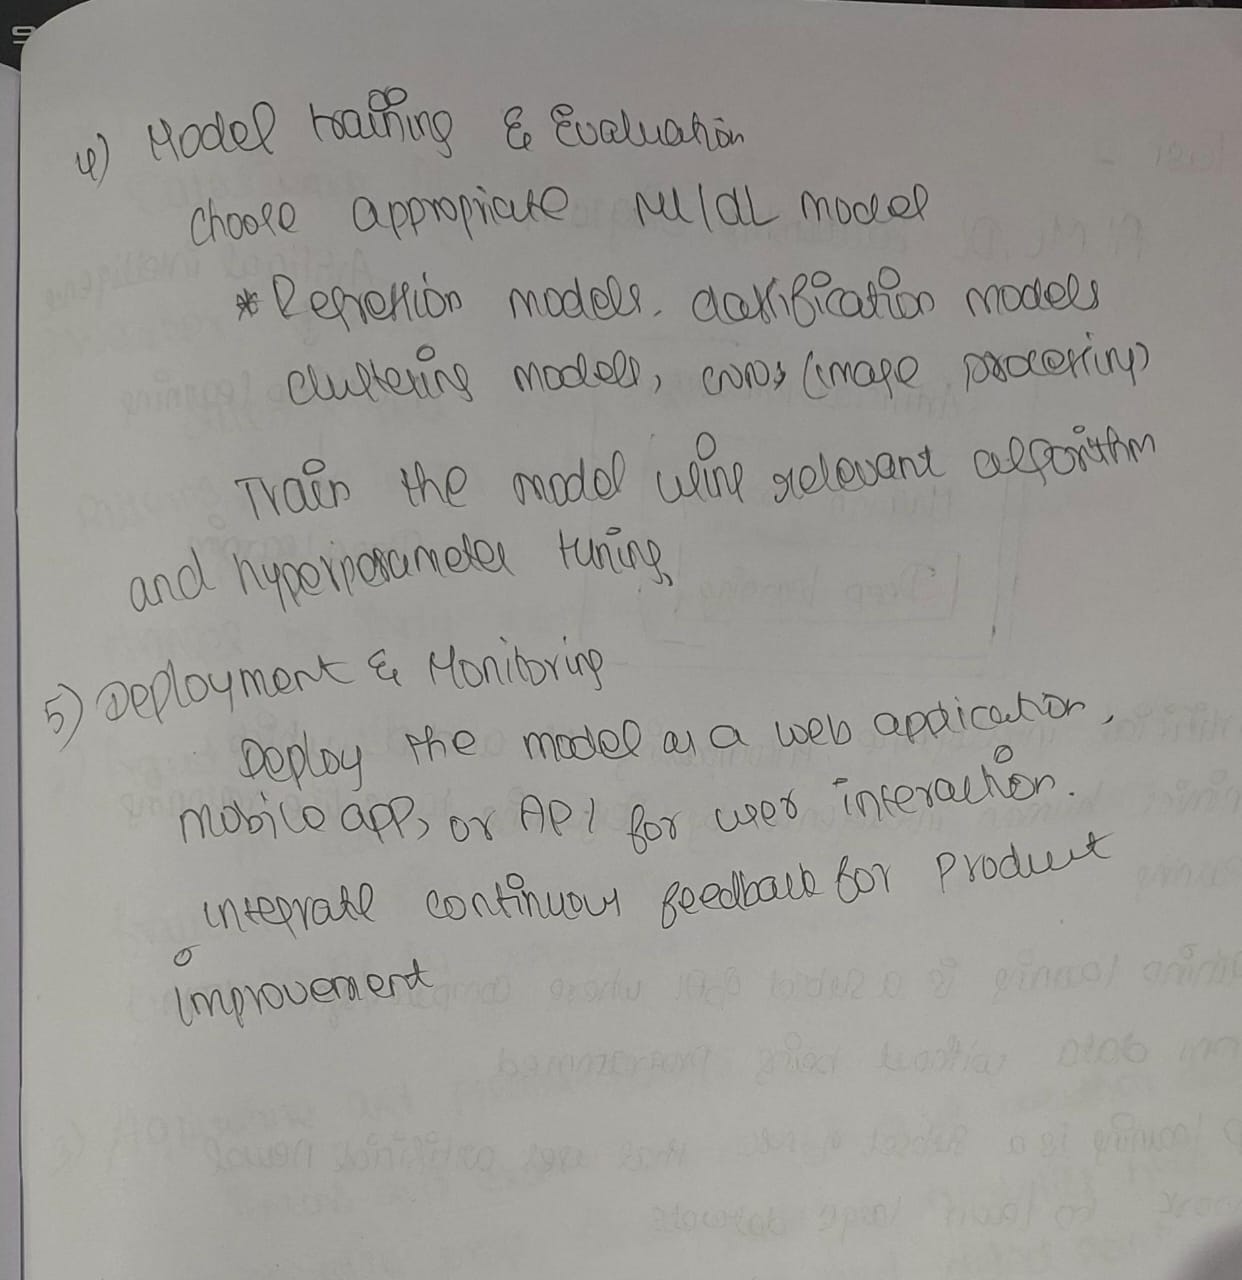 4) Model training & Evaluation
choose appropriate ML/dL model
* Regression models, classification models
clustering models, CNNs (image processing)
Train the model using relevant algorithm
and hyperparameter tuning,
5) Deployment & Monitoring
Deploy the model as a web application,
mobile app, or API for user interaction.
integrate continuous feedback for product
improvement